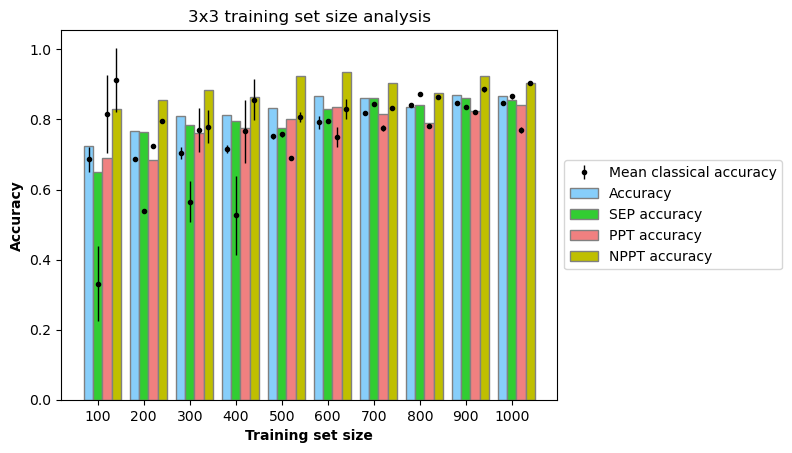 3x3 training set size analysis
1.0
0.8
0.6
0.4
0.2
0.0
Accuracy
100 200 300 400 500 600 700 800 900 1000
Training set size
Mean classical accuracy
Accuracy
SEP accuracy
PPT accuracy
NPPT accuracy